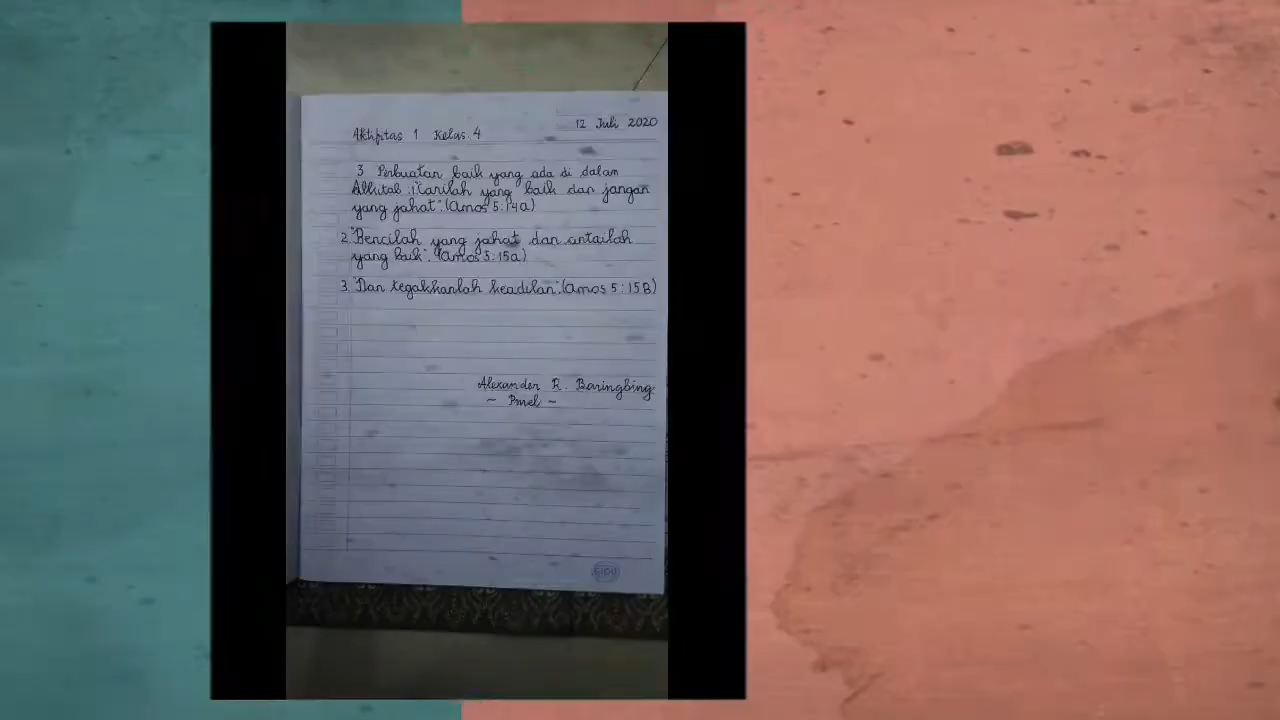 12 Juli 2020
Aktifitas 1 Kelas 4
3 Perbuatan baik yang ada di dalam
Alkitab : 1"Carilah yang baik dan jangan
yang jahat". (Amos 5:14a)
2. "Bencilah yang jahat dan cintailah
yang baik". (Amos 5:15a)
3. "Dan tegakkanlah keadilan". (Amos 5:15B)
Alexander R. Baringbing